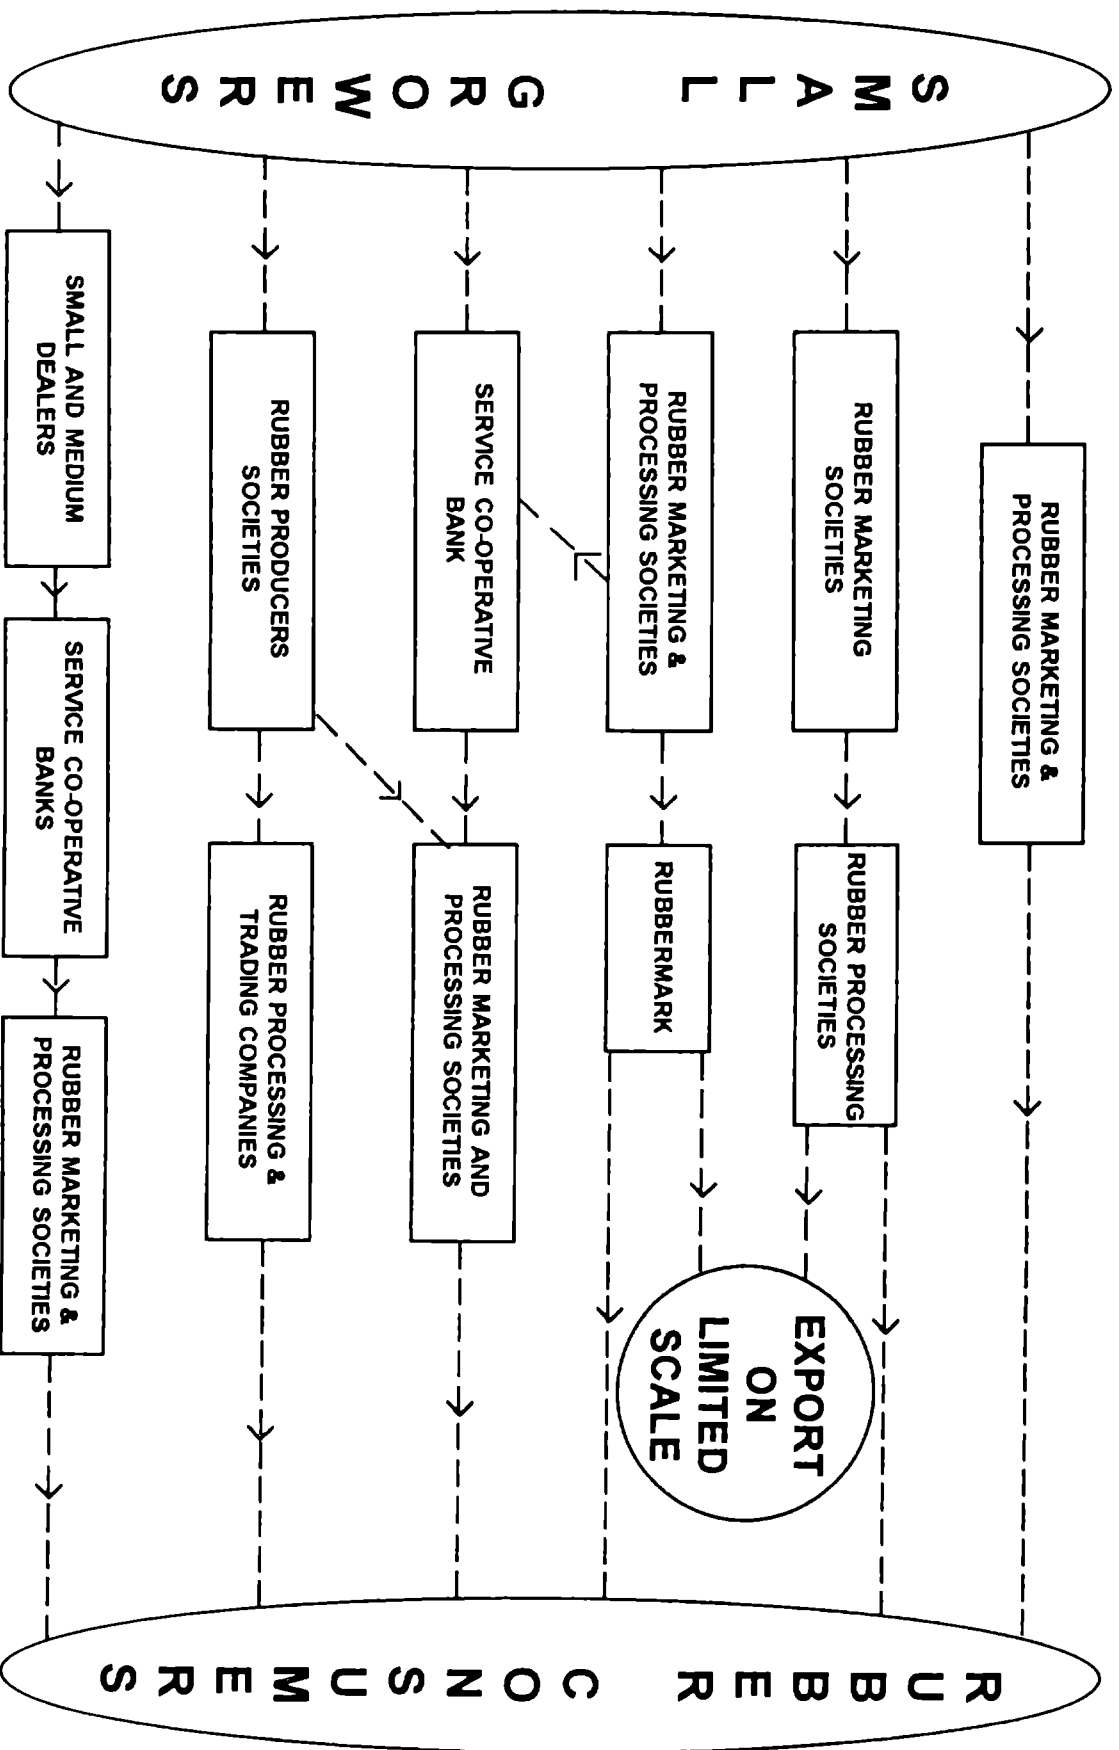 SMALL GROWERS
RUBBER MARKETING &
PROCESSING SOCIETIES
RUBBER MARKETING
SOCIETIES
RUBBER PROCESSING
SOCIETIES
RUBBER MARKETING &
PROCESSING SOCIETIES
RUBBERMARK
EXPORT
ON
LIMITED
SCALE
SERVICE CO-OPERATIVE
BANK
RUBBER MARKETING AND
PROCESSING SOCIETIES
RUBBER PRODUCERS
SOCIETIES
RUBBER PROCESSING &
TRADING COMPANIES
SMALL AND MEDIUM
DEALERS
SERVICE CO-OPERATIVE
BANKS
RUBBER MARKETING &
PROCESSING SOCIETIES
RUBBER CONSUMERS